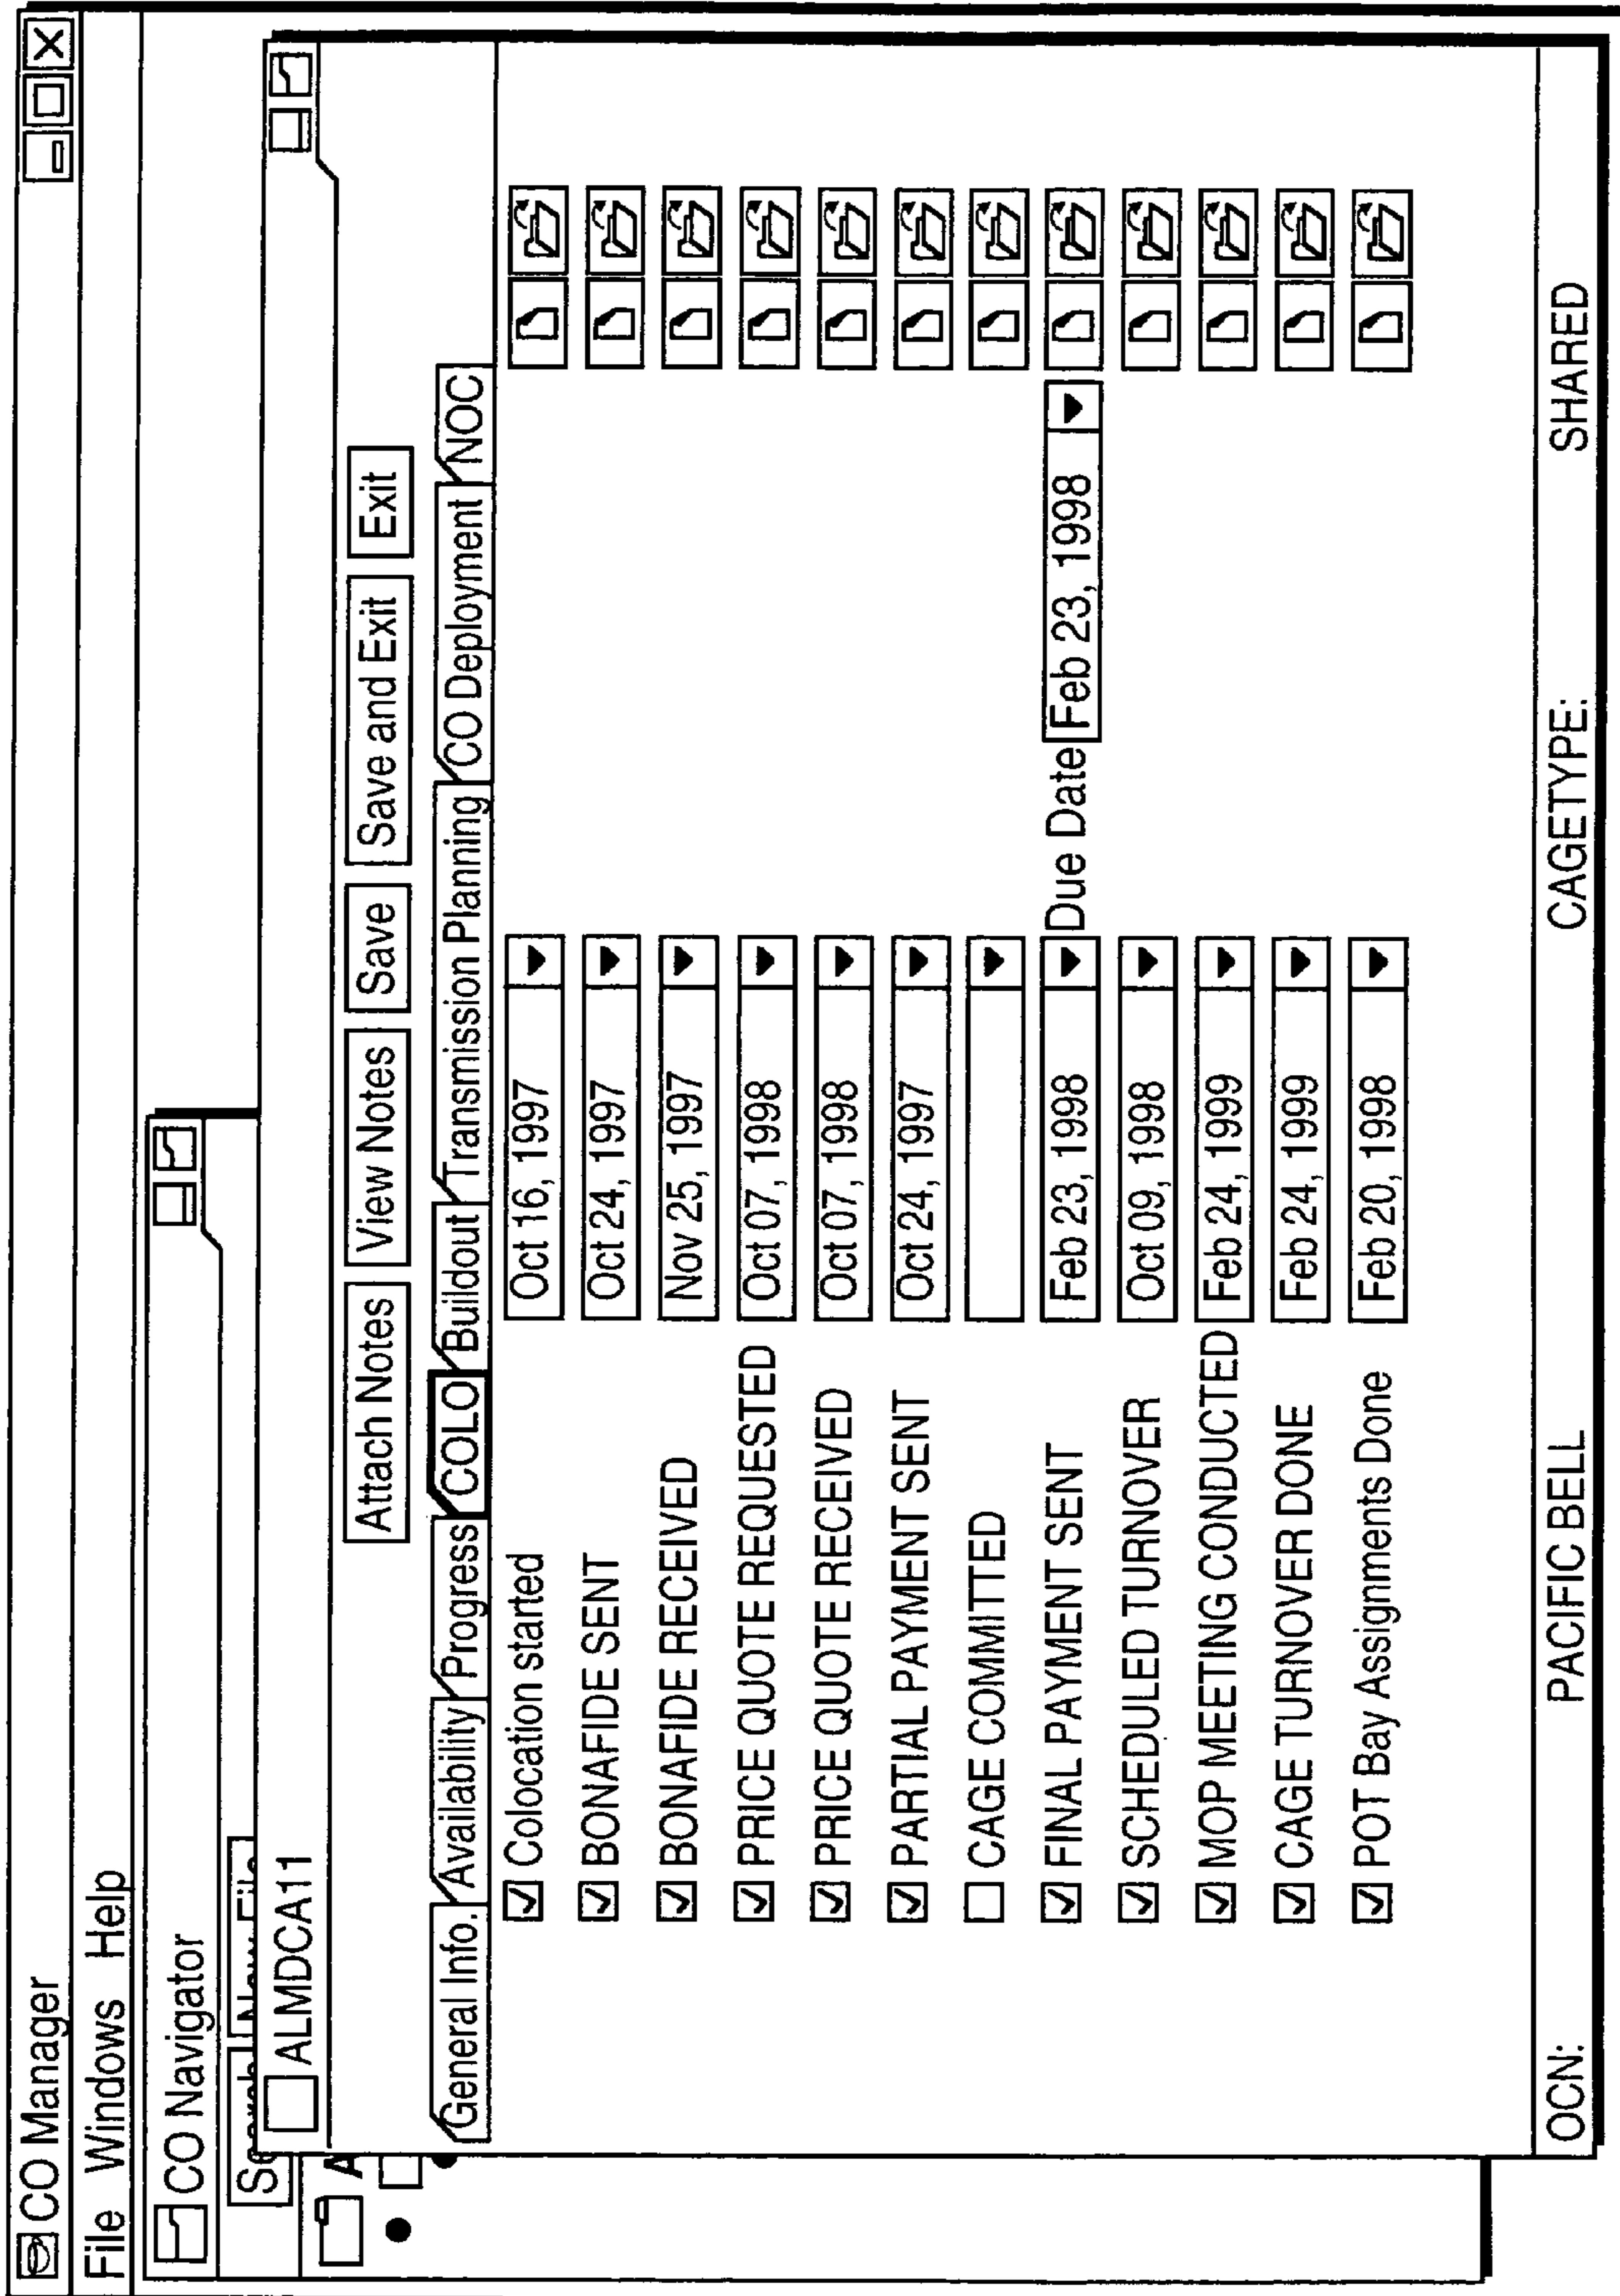 CO Manager
File Windows Help
CO Navigator
ALMDCA11
Attach Notes View Notes Save Save and Exit Exit
General Info. Availability Progress COLO Buildout Transmission Planning CO Deployment NOC
Colocation started Oct 16, 1997
BONAFIDE SENT Oct 24, 1997
BONAFIDE RECEIVED Nov 25, 1997
PRICE QUOTE REQUESTED Oct 07, 1998
PRICE QUOTE RECEIVED Oct 07, 1998
PARTIAL PAYMENT SENT Oct 24, 1997
CAGE COMMITTED
FINAL PAYMENT SENT Feb 23, 1998 Due Date Feb 23, 1998
SCHEDULED TURNOVER Oct 09, 1998
MOP MEETING CONDUCTED Feb 24, 1999
CAGE TURNOVER DONE Feb 24, 1999
POT Bay Assignments Done Feb 20, 1998
OCN: PACIFIC BELL CAGETYPE: SHARED